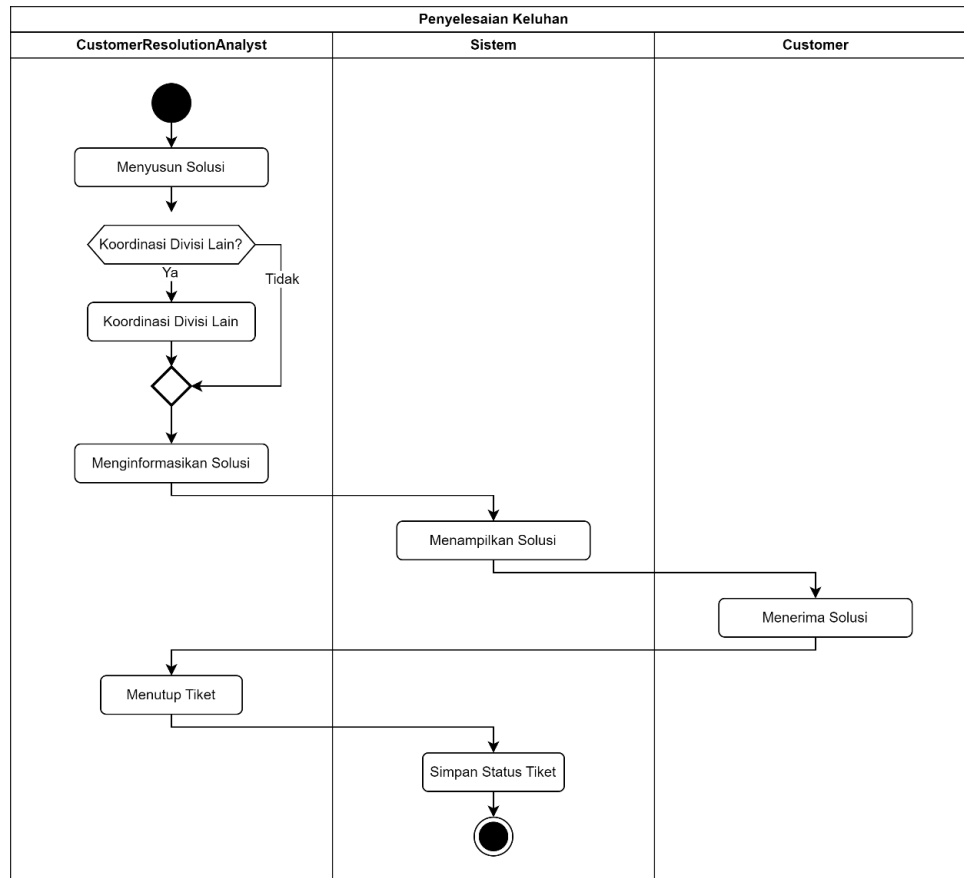 Penyelesaian Keluhan
CustomerResolutionAnalyst
Sistem
Customer
Menyusun Solusi
Koordinasi Divisi Lain?
Ya
Tidak
Koordinasi Divisi Lain
Menginformasikan Solusi
Menampilkan Solusi
Menerima Solusi
Menutup Tiket
Simpan Status Tiket